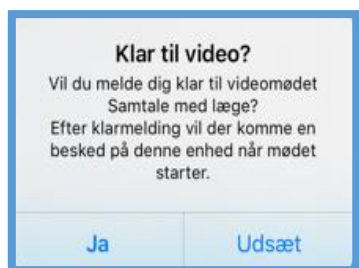 Klar til video?
Vil du melde dig klar til videomødet
Samtale med læge?
Efter klarmelding vil der komme en
besked på denne enhed når mødet
starter.
Ja
Udsæt